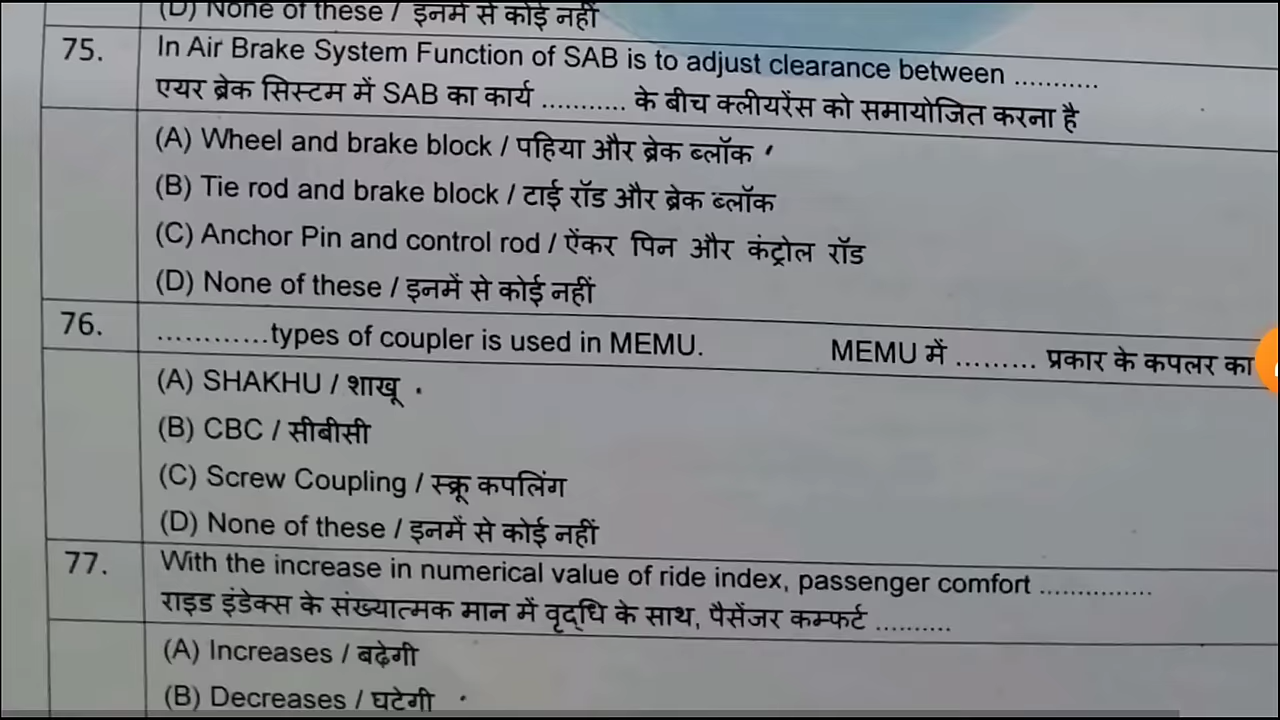 (D) None of these / इनमें से कोई नहीं
75. In Air Brake System Function of SAB is to adjust clearance between ...........
एयर ब्रेक सिस्टम में SAB का कार्य ........... के बीच क्लीयरेंस को समायोजित करना है
(A) Wheel and brake block / पहिया और ब्रेक ब्लॉक
(B) Tie rod and brake block / टाई रॉड और ब्रेक ब्लॉक
(C) Anchor Pin and control rod / ऐंकर पिन और कंट्रोल रॉड
(D) None of these / इनमें से कोई नहीं
76. ............types of coupler is used in MEMU. MEMU में ......... प्रकार के कपलर का
(A) SHAKHU / शाखू
(B) CBC / सीबीसी
(C) Screw Coupling / स्क्रू कपलिंग
(D) None of these / इनमें से कोई नहीं
77. With the increase in numerical value of ride index, passenger comfort ...............
राइड इंडेक्स के संख्यात्मक मान में वृद्धि के साथ, पैसेंजर कम्फर्ट ..........
(A) Increases / बढ़ेगी
(B) Decreases / घटेगी